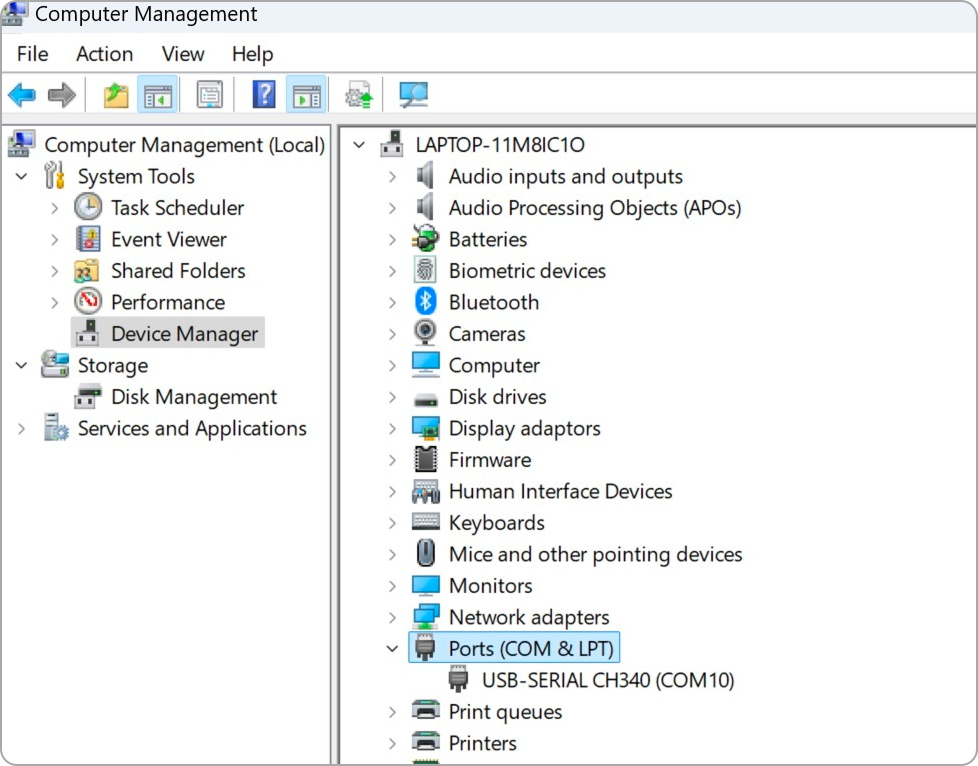 Computer Management
File Action View Help
Computer Management (Local)
System Tools
Task Scheduler
Event Viewer
Shared Folders
Performance
Device Manager
Storage
Disk Management
Services and Applications
LAPTOP-11M8IC1O
Audio inputs and outputs
Audio Processing Objects (APOs)
Batteries
Biometric devices
Bluetooth
Cameras
Computer
Disk drives
Display adaptors
Firmware
Human Interface Devices
Keyboards
Mice and other pointing devices
Monitors
Network adapters
Ports (COM & LPT)
USB-SERIAL CH340 (COM10)
Print queues
Printers